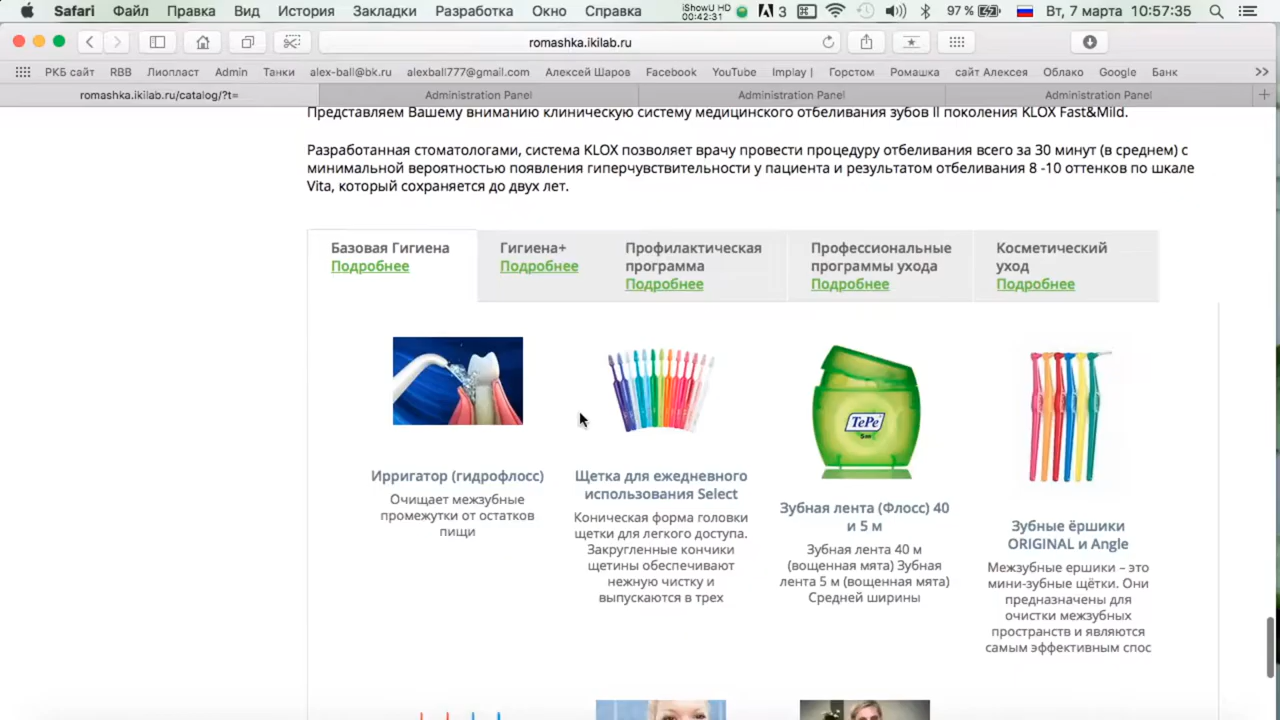 Safari Файл Правка Вид История Закладки Разработка Окно Справка iShowU HD 00:42:31 3 97 % Вт, 7 марта 10:57:35
romashka.ikilab.ru
РКБ сайт RBB Лиопласт Admin Танки alex-ball@bk.ru alexball777@gmail.com Алексей Шаров Facebook YouTube Implay | Горстом Ромашка сайт Алексея Облако Google Банк >>
romashka.ikilab.ru/catalog/?t= Administration Panel Administration Panel Administration Panel
Представляем Вашему вниманию клиническую систему медицинского отбеливания зубов II поколения KLOX Fast&Mild.
Разработанная стоматологами, система KLOX позволяет врачу провести процедуру отбеливания всего за 30 минут (в среднем) с
минимальной вероятностью появления гиперчувствительности у пациента и результатом отбеливания 8 -10 оттенков по шкале
Vita, который сохраняется до двух лет.
Базовая Гигиена
Подробнее
Гигиена+
Подробнее
Профилактическая
программа
Подробнее
Профессиональные
программы ухода
Подробнее
Косметический
уход
Подробнее
Ирригатор (гидрофлосс)
Очищает межзубные
промежутки от остатков
пищи
Щетка для ежедневного
использования Select
Коническая форма головки
щетки для легкого доступа.
Закругленные кончики
щетины обеспечивают
нежную чистку и
выпускаются в трех
TePe
5m
Зубная лента (Флосс) 40
и 5 м
Зубная лента 40 м
(вощенная мята) Зубная
лента 5 м (вощенная мята)
Средней ширины
Зубные ёршики
ORIGINAL и Angle
Межзубные ершики – это
мини-зубные щётки. Они
предназначены для
очистки межзубных
пространств и являются
самым эффективным спос